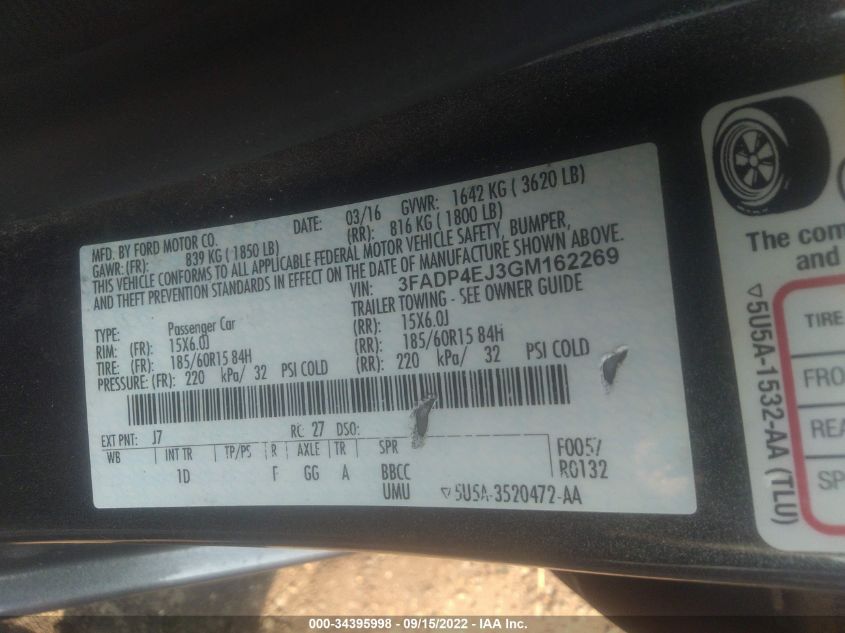 MFD. BY FORD MOTOR CO. DATE: 03/16 GVWR: 1642 KG ( 3620 LB)
GAWR: (FR): 839 KG ( 1850 LB) (RR): 816 KG ( 1800 LB)
THIS VEHICLE CONFORMS TO ALL APPLICABLE FEDERAL MOTOR VEHICLE SAFETY, BUMPER,
AND THEFT PREVENTION STANDARDS IN EFFECT ON THE DATE OF MANUFACTURE SHOWN ABOVE.
VIN: 3FADP4EJ3GM162269
TYPE: Passenger Car TRAILER TOWING - SEE OWNER GUIDE
RIM: (FR): 15X6.0J (RR): 15X6.0J
TIRE: (FR): 185/60R15 84H (RR): 185/60R15 84H
PRESSURE: (FR): 220 kPa/ 32 PSI COLD (RR): 220 kPa/ 32 PSI COLD
EXT PNT: J7 RC: 27 DSO:
WB INT TR TP/PS R AXLE TR SPR
1D F GG A BBCC
UMU
F0057
R0132
▽5U5A-3520472-AA
The com
and
TIRE
FRO
REA
SP
▽5U5A-1532-AA (TLU)
000-34395998 - 09/15/2022 - IAA Inc.